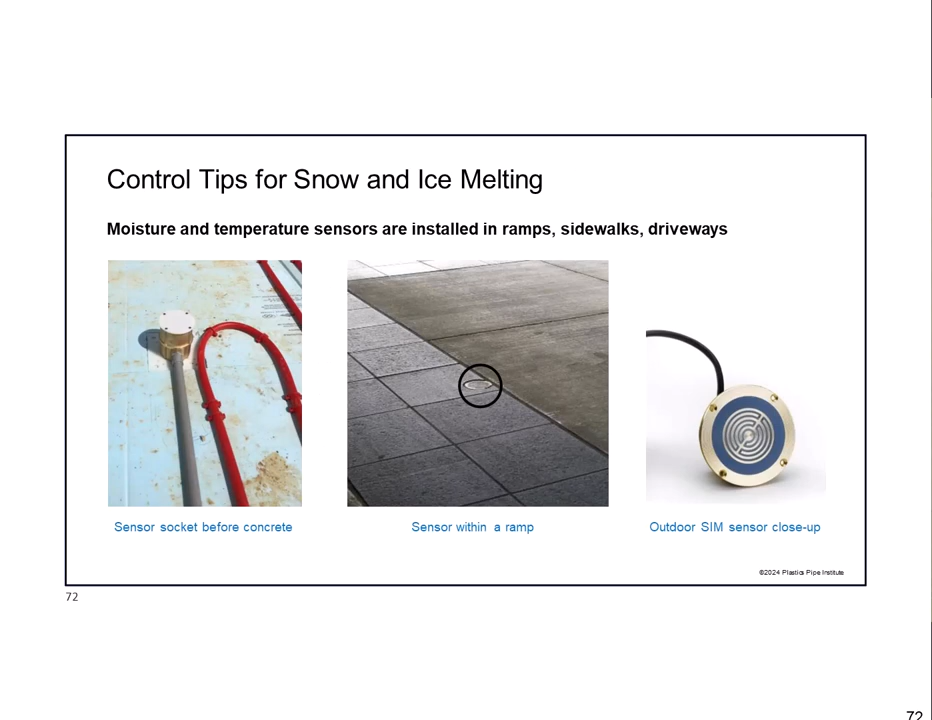 Control Tips for Snow and Ice Melting
Moisture and temperature sensors are installed in ramps, sidewalks, driveways
Sensor socket before concrete
Sensor within a ramp
Outdoor SIM sensor close-up
©2024 Plastics Pipe Institute
72
72